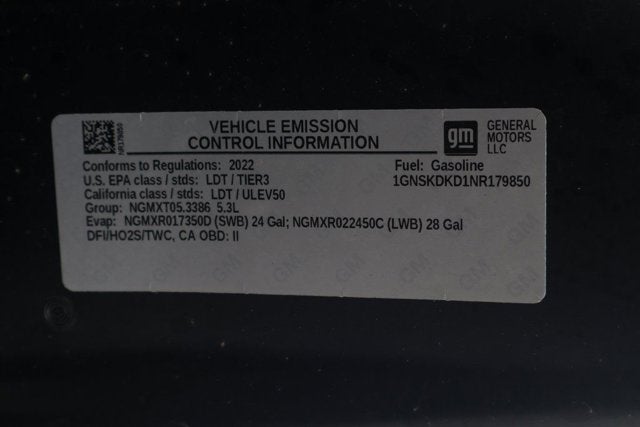 VEHICLE EMISSION
CONTROL INFORMATION
gm
GENERAL
MOTORS
LLC
NR179850
Conforms to Regulations: 2022
Fuel: Gasoline
U.S. EPA class / stds: LDT / TIER3
1GNSKDKD1NR179850
California class / stds: LDT / ULEV50
Group: NGMXT05.3386 5.3L
Evap: NGMXR017350D (SWB) 24 Gal; NGMXR022450C (LWB) 28 Gal
DFI/HO2S/TWC, CA OBD: II